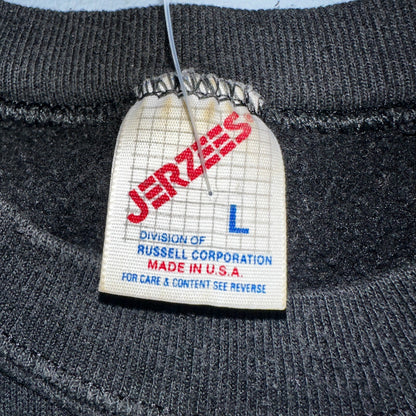 JERZEES
L
DIVISION OF
RUSSELL CORPORATION
MADE IN U.S.A.
FOR CARE & CONTENT SEE REVERSE